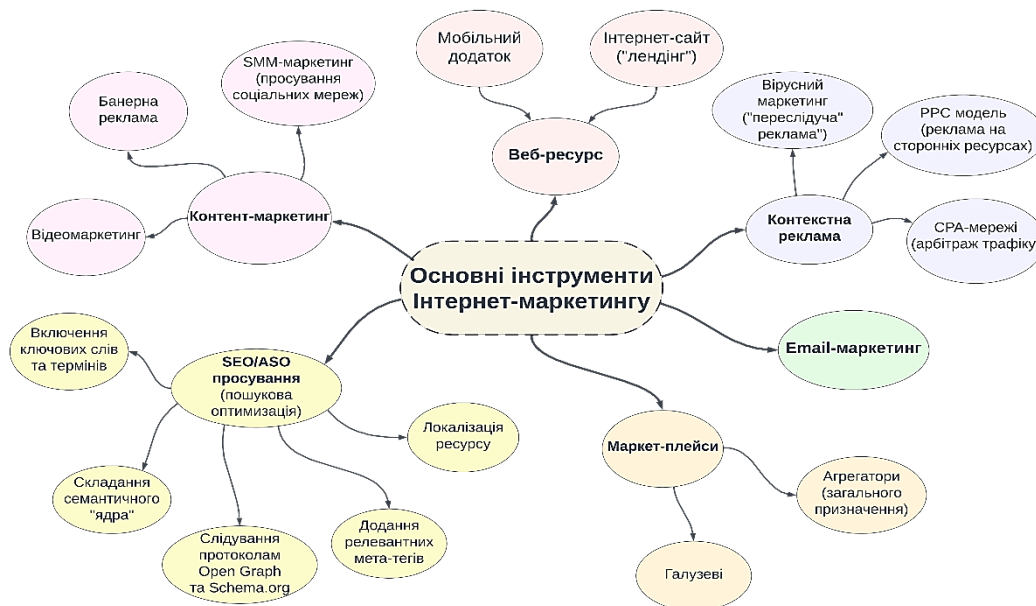 SMM-маркетинг
(просування
соціальних мереж)
Банерна
реклама
Контент-маркетинг
Відеомаркетинг
Мобільний
додаток
Інтернет-сайт
("лендінг")
Веб-ресурс
Вірусний
маркетинг
("переслідуча"
реклама")
PPC модель
(реклама на
сторонніх ресурсах)
Контекстна
реклама
CPA-мережі
(арбітраж трафіку)
Основні інструменти
Інтернет-маркетингу
Email-маркетинг
Включення
ключових слів
та термінів
SEO/ASO
просування
(пошукова
оптимізація)
Локалізація
ресурсу
Складання
семантичного
"ядра"
Слідування
протоколам
Open Graph
та Schema.org
Додання
релевантних
мета-тегів
Маркет-плейси
Агрегатори
(загального
призначення)
Галузеві